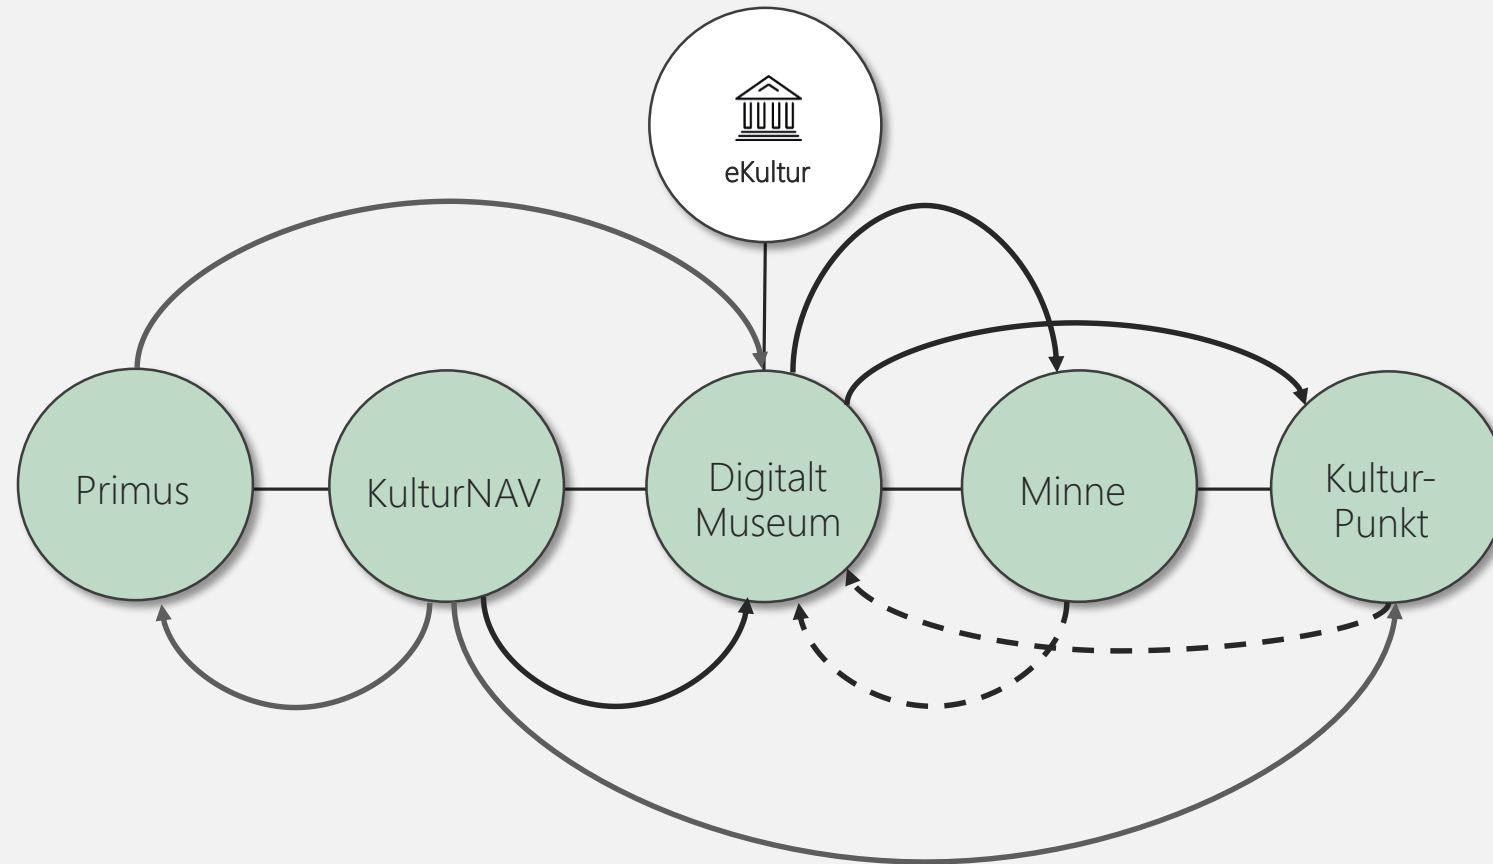 eKultur
Primus
KulturNAV
Digitalt
Museum
Minne
Kultur-
Punkt